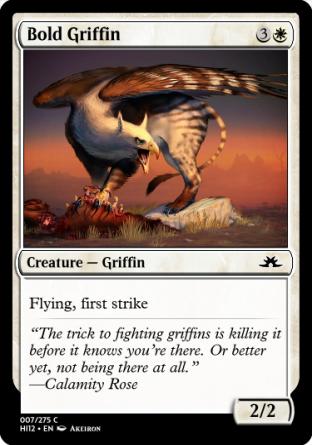 Bold Griffin 3
Creature — Griffin
Flying, first strike
“The trick to fighting griffins is killing it
before it knows you’re there. Or better
yet, not being there at all.”
—Calamity Rose
2/2
007/275 C
HI12 • EN Akeiron